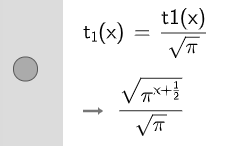 t₁(x) = t1(x) / √π
→ √(π^(x+1/2)) / √π